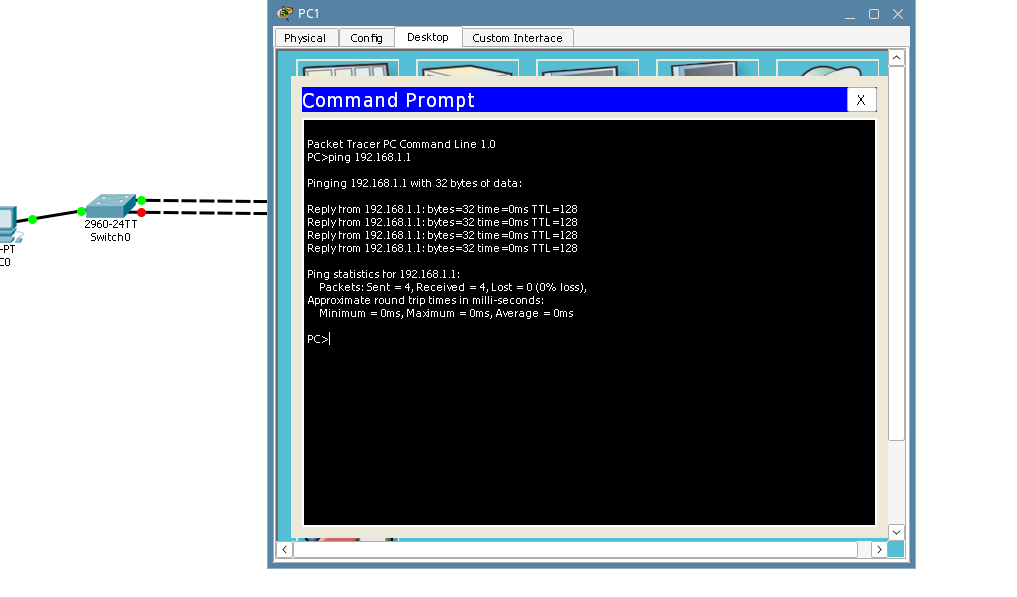 PC1
Physical
Config
Desktop
Custom Interface
Command Prompt
X
Packet Tracer PC Command Line 1.0
PC>ping 192.168.1.1
Pinging 192.168.1.1 with 32 bytes of data:
Reply from 192.168.1.1: bytes=32 time=0ms TTL=128
Reply from 192.168.1.1: bytes=32 time=0ms TTL=128
Reply from 192.168.1.1: bytes=32 time=0ms TTL=128
Reply from 192.168.1.1: bytes=32 time=0ms TTL=128
Ping statistics for 192.168.1.1:
Packets: Sent = 4, Received = 4, Lost = 0 (0% loss),
Approximate round trip times in milli-seconds:
Minimum = 0ms, Maximum = 0ms, Average = 0ms
PC>
2960-24TT
Switch0
-PT
C0